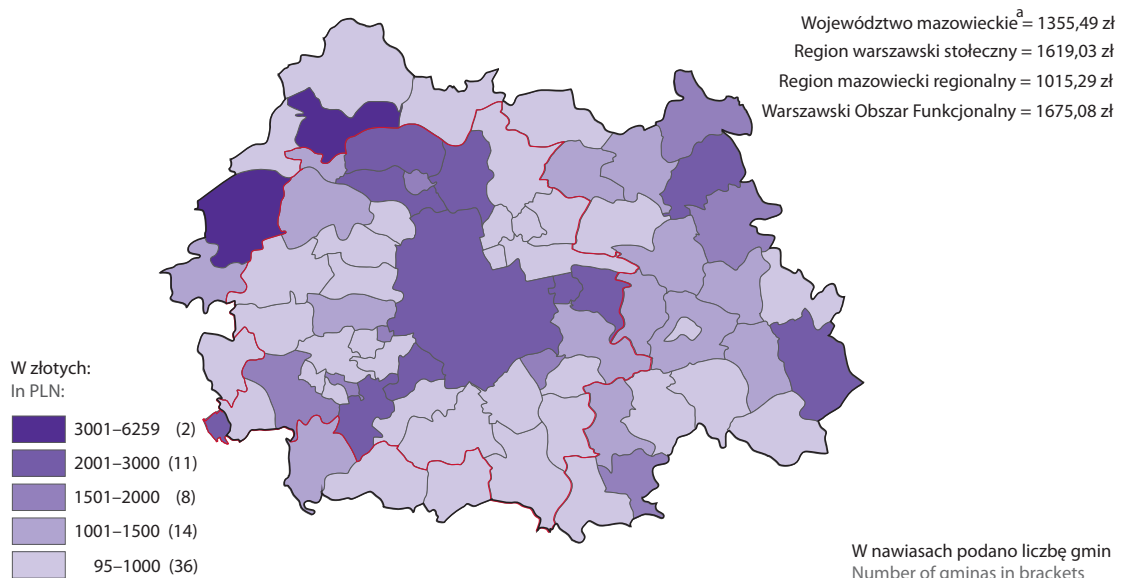 Województwo mazowieckie a = 1355,49 zł
Region warszawski stołeczny = 1619,03 zł
Region mazowiecki regionalny = 1015,29 zł
Warszawski Obszar Funkcjonalny = 1675,08 zł
W złotych:
In PLN:
3001–6259 (2)
2001–3000 (11)
1501–2000 (8)
1001–1500 (14)
95–1000 (36)
W nawiasach podano liczbę gmin
Number of gminas in brackets